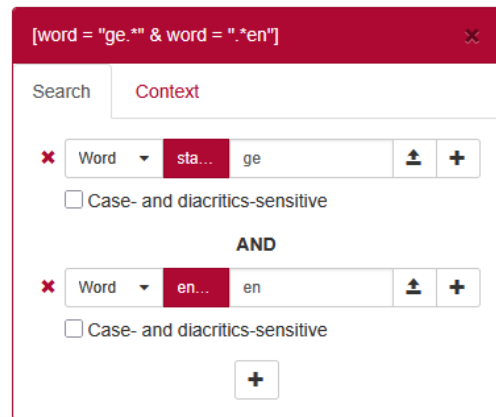 [word = "ge.*" & word = ".*en"]
Search Context
Word sta... ge
Case- and diacritics-sensitive
AND
Word en... en
Case- and diacritics-sensitive